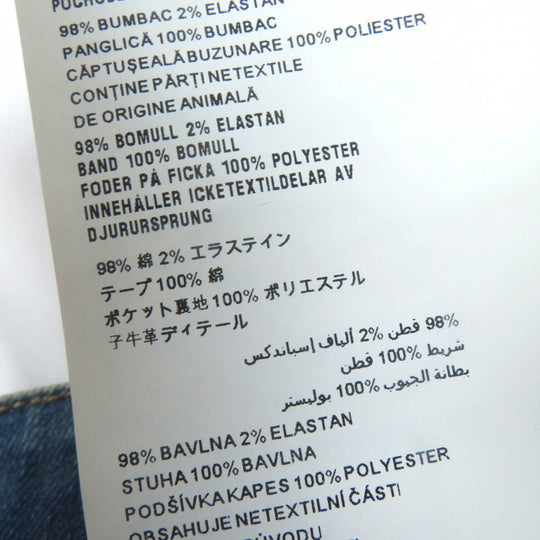 98% BUMBAC 2% ELASTAN
PANGLICĂ 100% BUMBAC
CĂPTUȘEALĂ BUZUNARE 100% POLIESTER
CONȚINE PĂRȚI NETEXTILE
DE ORIGINE ANIMALĂ
98% BOMULL 2% ELASTAN
BAND 100% BOMULL
FODER PÅ FICKA 100% POLYESTER
INNEHÅLLER ICKETEXTILDELAR AV
DJURURSPRUNG
98% 綿 2% エラステイン
テープ 100% 綿
ポケット裏地 100% ポリエステル
子牛革ディテール
98% قطن 2% ألياف إسباندكس
شريط 100% قطن
بطانة الجيوب 100% بوليستر
98% BAVLNA 2% ELASTAN
STUHA 100% BAVLNA
PODŠÍVKA KAPES 100% POLYESTER
OBSAHUJE NETEXTILNÍ ČÁSTI